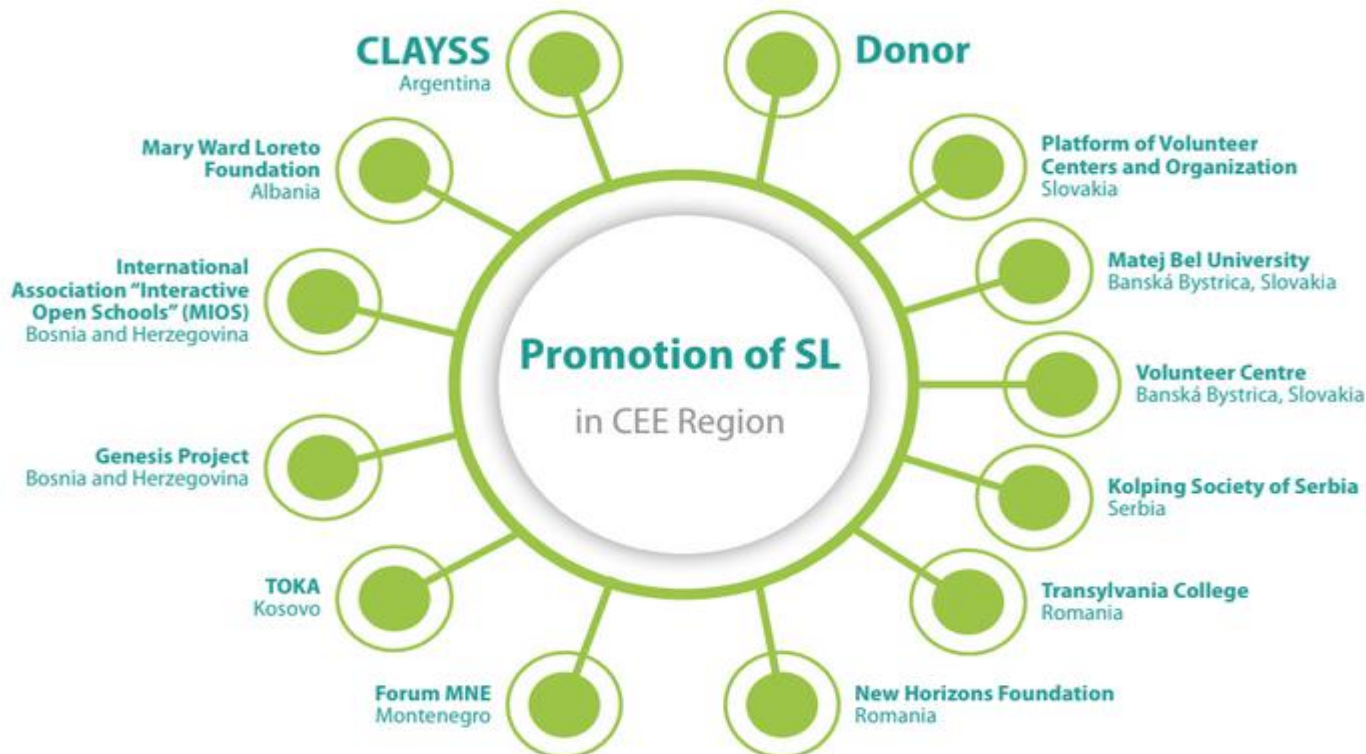 CLAYSS
Argentina
Donor
Mary Ward Loreto
Foundation
Albania
Platform of Volunteer
Centers and Organization
Slovakia
International
Association “Interactive
Open Schools” (MIOS)
Bosnia and Herzegovina
Matej Bel University
Banská Bystrica, Slovakia
Promotion of SL
in CEE Region
Volunteer Centre
Banská Bystrica, Slovakia
Genesis Project
Bosnia and Herzegovina
Kolping Society of Serbia
Serbia
TOKA
Kosovo
Transylvania College
Romania
Forum MNE
Montenegro
New Horizons Foundation
Romania